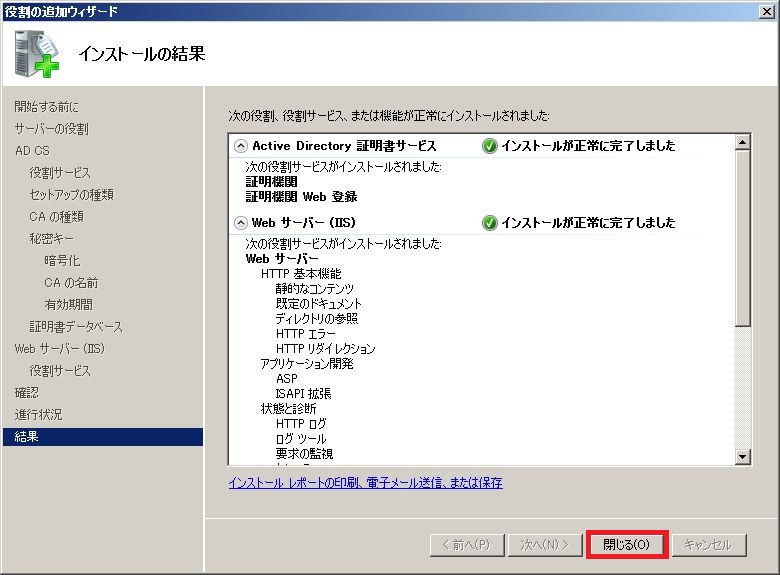 役割の追加ウィザード
インストールの結果
開始する前に
サーバーの役割
AD CS
役割サービス
セットアップの種類
CA の種類
秘密キー
暗号化
CA の名前
有効期間
証明書データベース
Web サーバー (IIS)
役割サービス
確認
進行状況
結果
次の役割、役割サービス、または機能が正常にインストールされました:
Active Directory 証明書サービス インストールが正常に完了しました
次の役割サービスがインストールされました:
証明機関
証明機関 Web 登録
Web サーバー (IIS) インストールが正常に完了しました
次の役割サービスがインストールされました:
Web サーバー
HTTP 基本機能
静的なコンテンツ
既定のドキュメント
ディレクトリの参照
HTTP エラー
HTTP リダイレクション
アプリケーション開発
ASP
ISAPI 拡張
状態と診断
HTTP ログ
ログ ツール
要求の監視
インストール レポートの印刷、電子メール送信、または保存
< 前へ(P) 次へ(N) > 閉じる(O) キャンセル